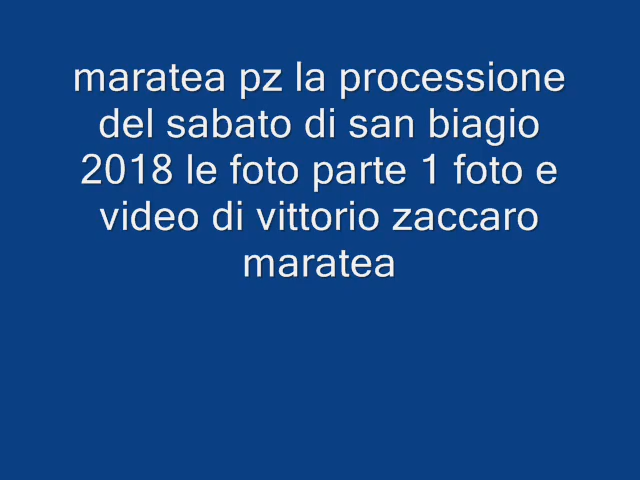 maratea pz la processione
del sabato di san biagio
2018 le foto parte 1 foto e
video di vittorio zaccaro
maratea